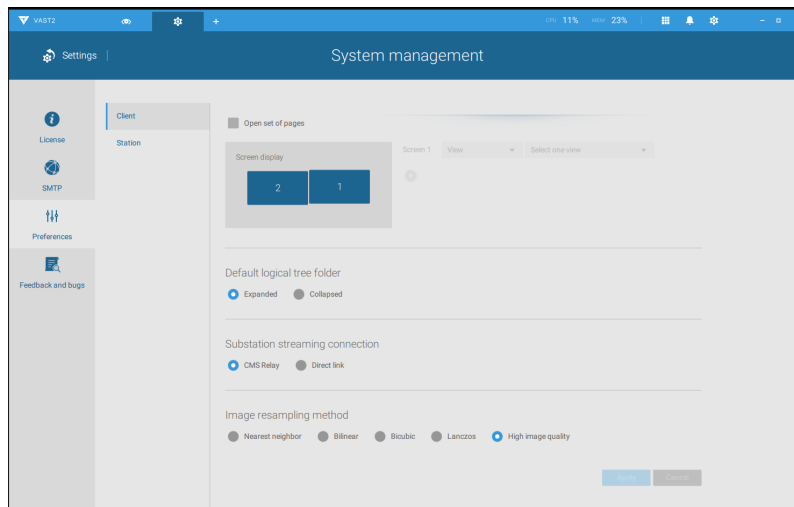 VAST2
CPU 11% MEM 23%
Settings
System management
License
SMTP
Preferences
Feedback and bugs
Client
Station
Open set of pages
Screen display
2 1
Screen 1 View Select one view
Default logical tree folder
Expanded Collapsed
Substation streaming connection
CMS Relay Direct link
Image resampling method
Nearest neighbor Bilinear Bicubic Lanczos High image quality
Apply Cancel